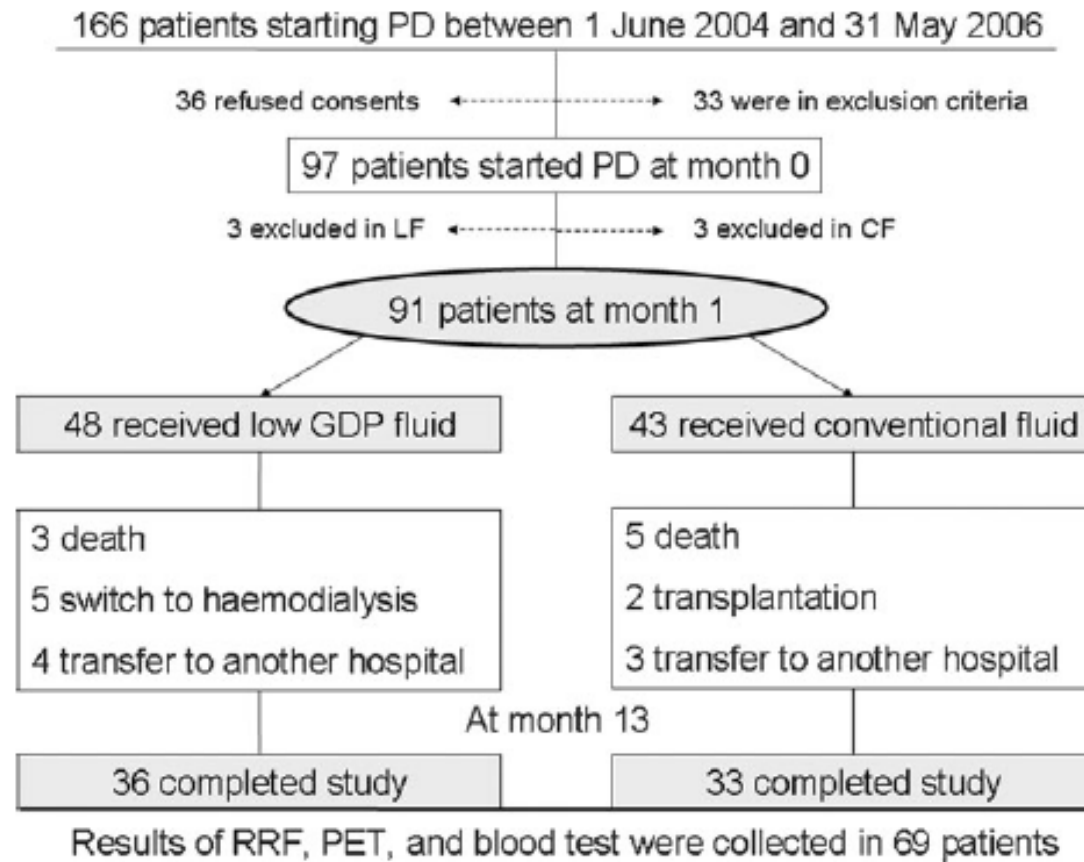 166 patients starting PD between 1 June 2004 and 31 May 2006
36 refused consents
33 were in exclusion criteria
97 patients started PD at month 0
3 excluded in LF
3 excluded in CF
91 patients at month 1
48 received low GDP fluid
43 received conventional fluid
3 death
5 switch to haemodialysis
4 transfer to another hospital
5 death
2 transplantation
3 transfer to another hospital
At month 13
36 completed study
33 completed study
Results of RRF, PET, and blood test were collected in 69 patients